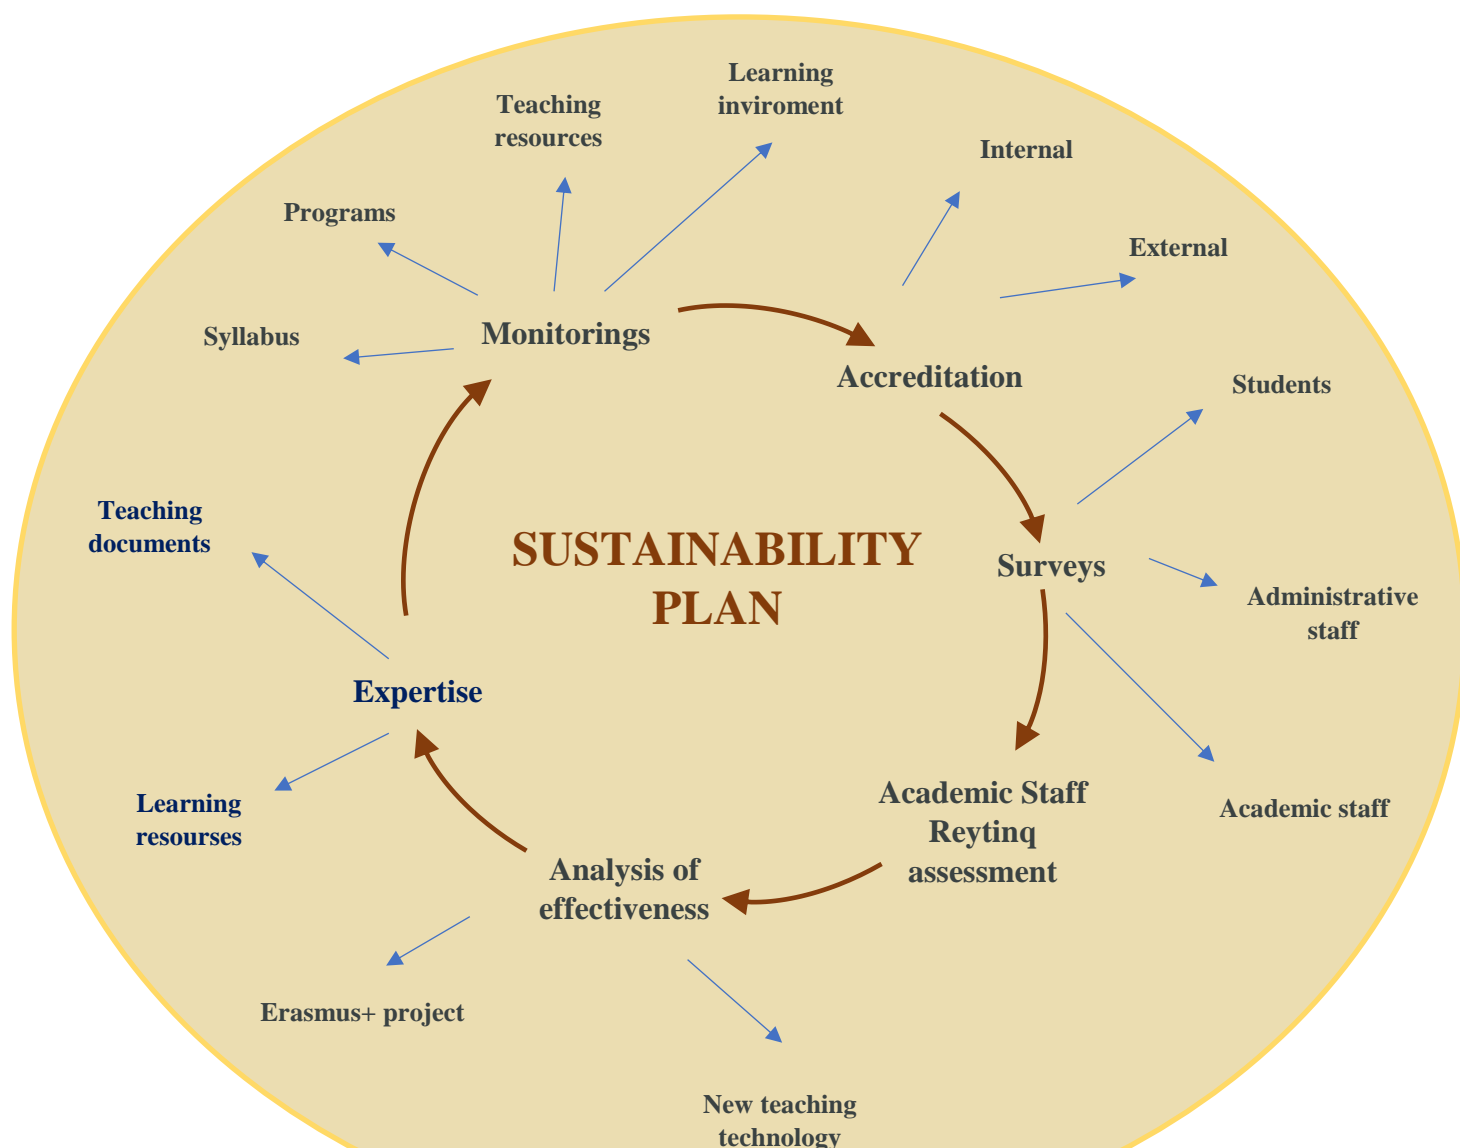 Learning
inviroment
Teaching
resources
Internal
Programs
External
Syllabus
Monitorings
Accreditation
Students
Teaching
documents
SUSTAINABILITY
PLAN
Surveys
Administrative
staff
Expertise
Learning
resourses
Academic Staff
Reytinq
assessment
Academic staff
Analysis of
effectiveness
Erasmus+ project
New teaching
technology